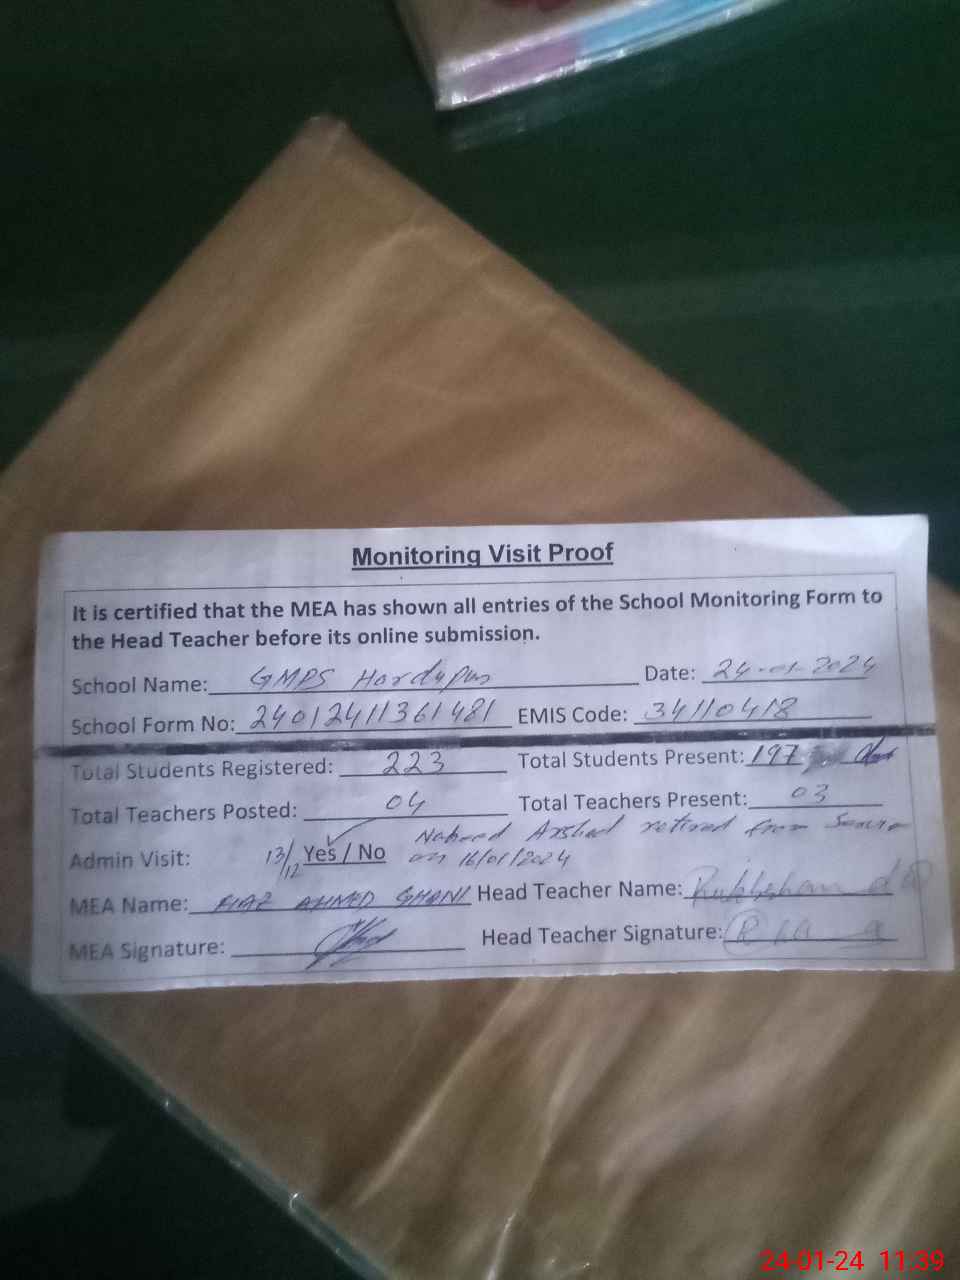 Monitoring Visit Proof
It is certified that the MEA has shown all entries of the School Monitoring Form to
the Head Teacher before its online submission.
School Name: GMPS Hardypur Date: 24-01-2024
School Form No: 24012411361481 EMIS Code: 34110418
Total Students Registered: 223 Total Students Present: 197
Total Teachers Posted: 04 Total Teachers Present: 03
Admin Visit: 13/12 Yes / No Naheed Arshad retired from Service
on 16/01/2024
MEA Name: AHMED GHANI Head Teacher Name:
MEA Signature: Head Teacher Signature:
24-01-24 11:39